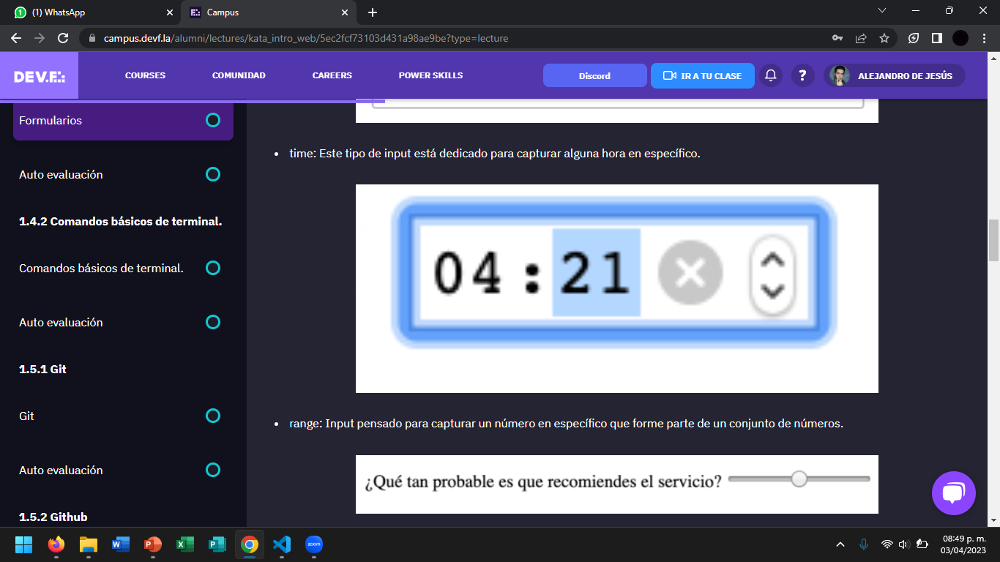 (1) WhatsApp
Campus
campus.devf.la/alumni/lectures/kata_intro_web/5ec2fcf73103d431a98ae9be?type=lecture
DEV.F.:
COURSES
COMUNIDAD
CAREERS
POWER SKILLS
Discord
IR A TU CLASE
?
ALEJANDRO DE JESÚS
Formularios
Auto evaluación
1.4.2 Comandos básicos de terminal.
Comandos básicos de terminal.
Auto evaluación
1.5.1 Git
Git
Auto evaluación
1.5.2 Github
• time: Este tipo de input está dedicado para capturar alguna hora en específico.
04:21
• range: Input pensado para capturar un número en específico que forme parte de un conjunto de números.
¿Qué tan probable es que recomiendes el servicio?
zoom
08:49 p. m.
03/04/2023